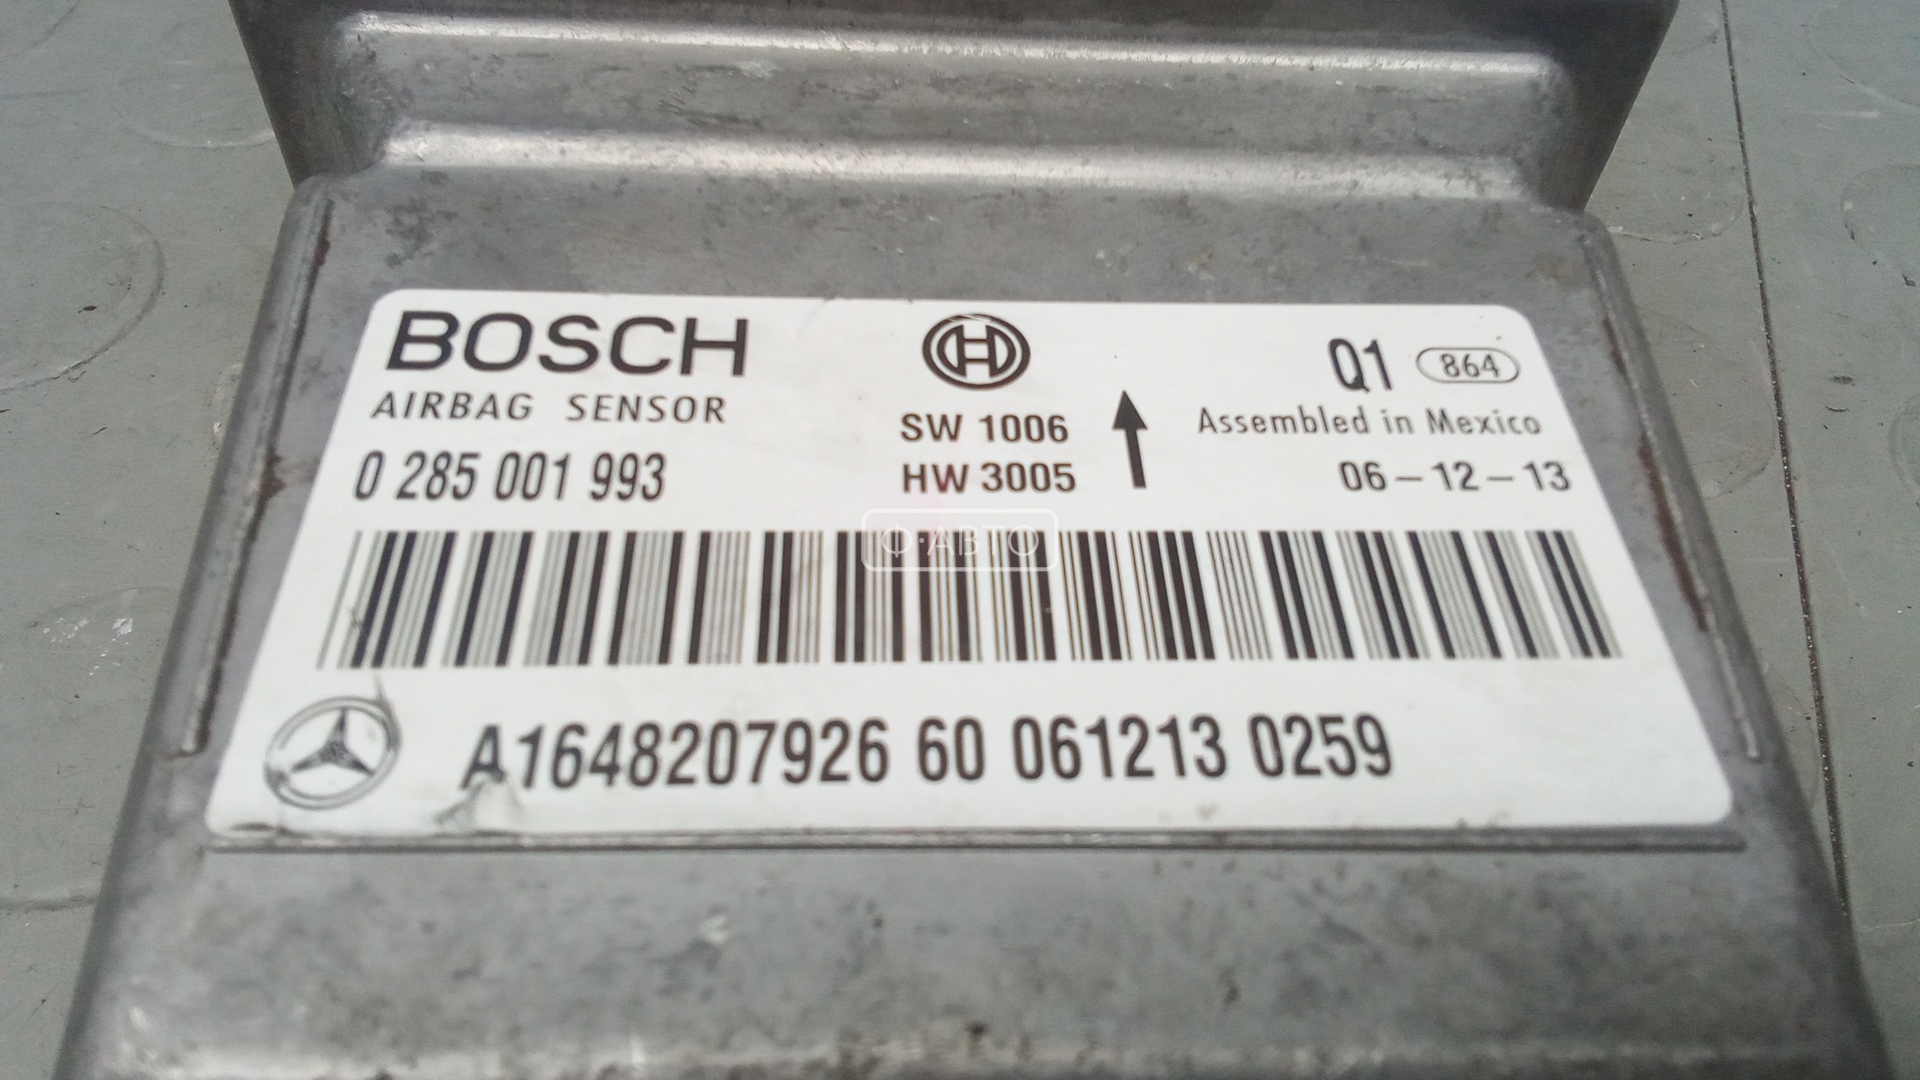 BOSCH
AIRBAG SENSOR
0 285 001 993
SW 1006
HW 3005
Q1 864
Assembled in Mexico
06-12-13
Ф·АВТО
A1648207926 60 061213 0259